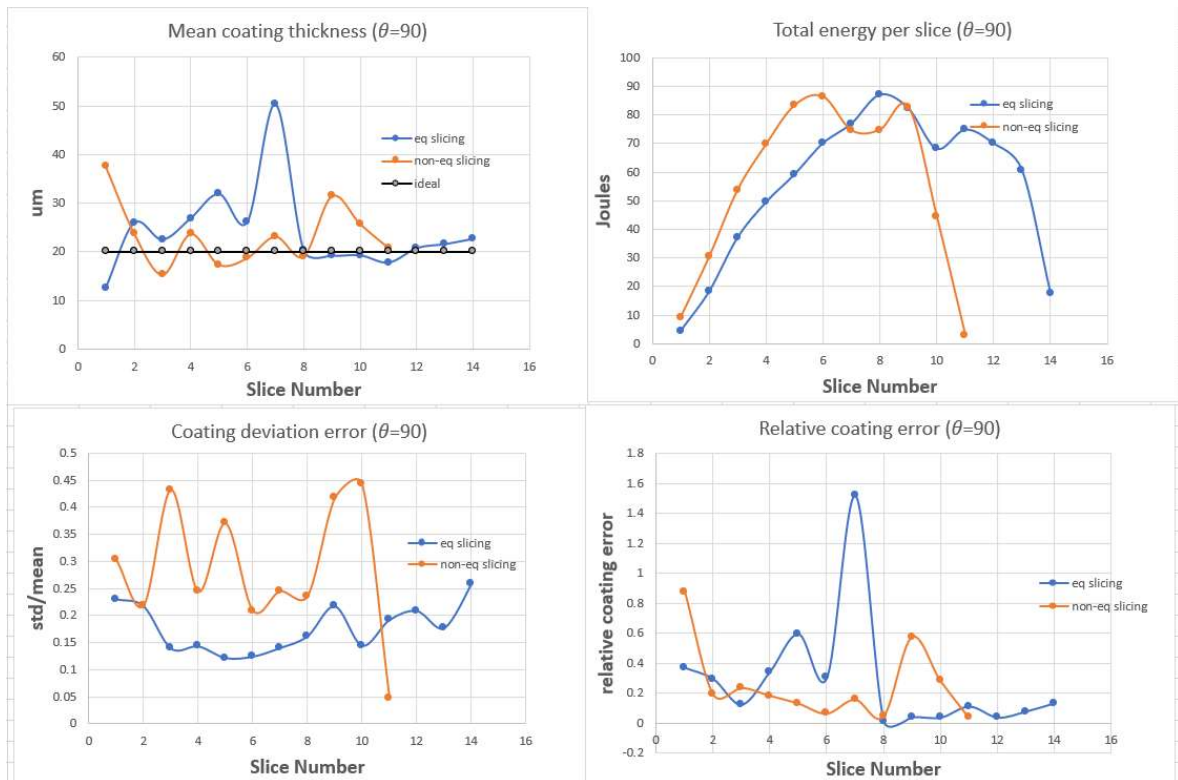 Mean coating thickness (θ=90)
60
50
40
30
20
10
0
um
0 2 4 6 8 10 12 14 16
Slice Number
eq slicing
non-eq slicing
ideal
Total energy per slice (θ=90)
100
90
80
70
60
50
40
30
20
10
0
Joules
0 2 4 6 8 10 12 14 16
Slice Number
eq slicing
non-eq slicing
Coating deviation error (θ=90)
0.5
0.45
0.4
0.35
0.3
0.25
0.2
0.15
0.1
0.05
0
std/mean
0 2 4 6 8 10 12 14 16
Slice Number
eq slicing
non-eq slicing
Relative coating error (θ=90)
1.8
1.6
1.4
1.2
1
0.8
0.6
0.4
0.2
0
-0.2
relative coating error
0 2 4 6 8 10 12 14 16
Slice Number
eq slicing
non-eq slicing